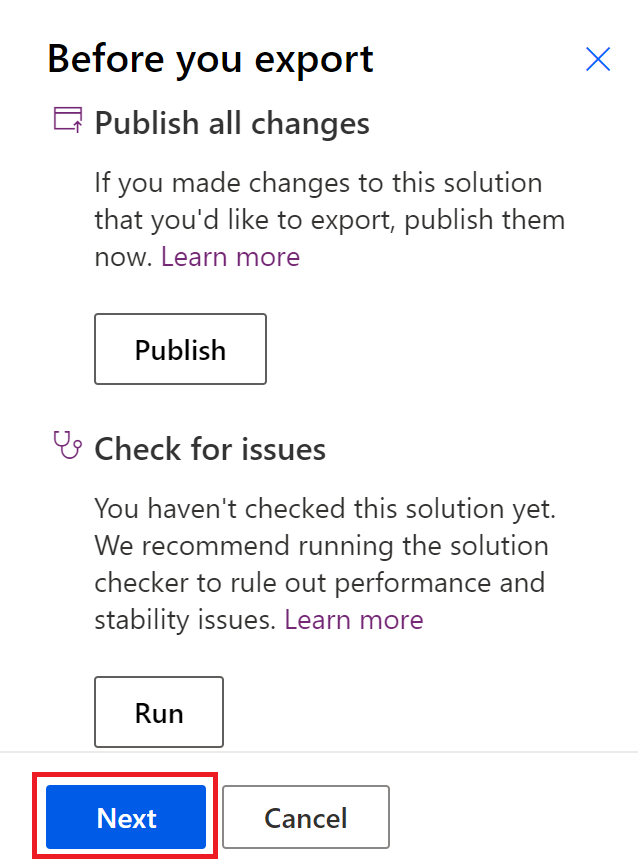 Before you export
Publish all changes
If you made changes to this solution
that you'd like to export, publish them
now. Learn more
Publish
Check for issues
You haven't checked this solution yet.
We recommend running the solution
checker to rule out performance and
stability issues. Learn more
Run
Next
Cancel